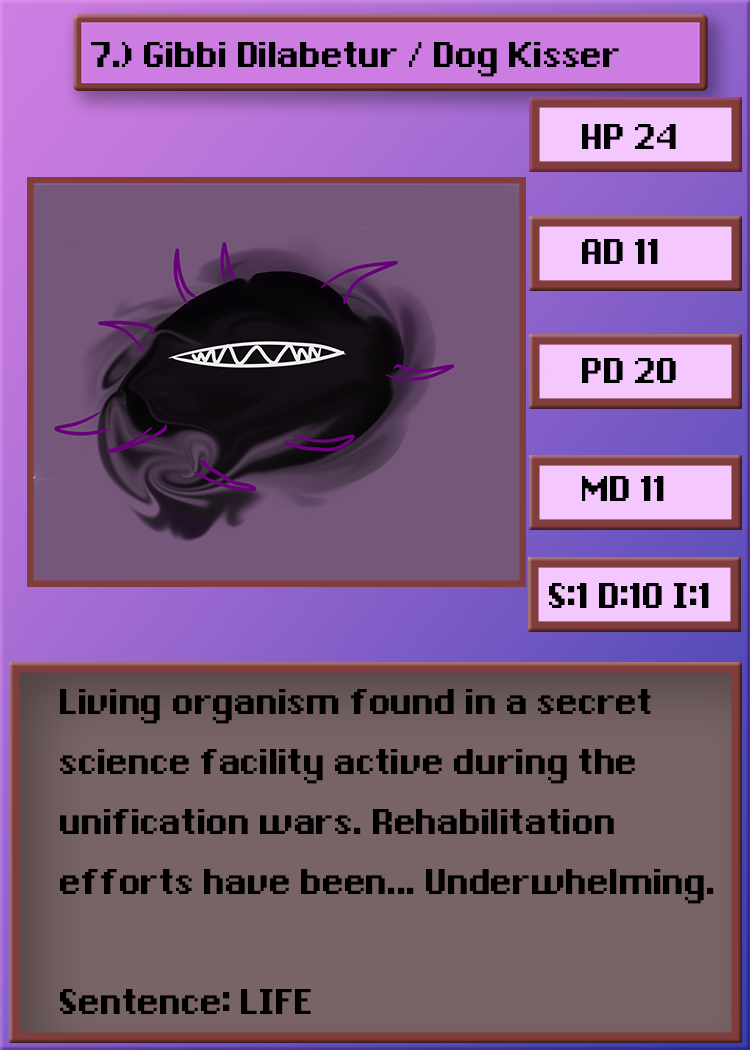 7.) Gibbi Dilabetur / Dog Kisser
HP 24
AD 11
PD 20
MD 11
S:1 D:10 I:1
Living organism found in a secret
science facility active during the
unification wars. Rehabilitation
efforts have been... Underwhelming.
Sentence: LIFE